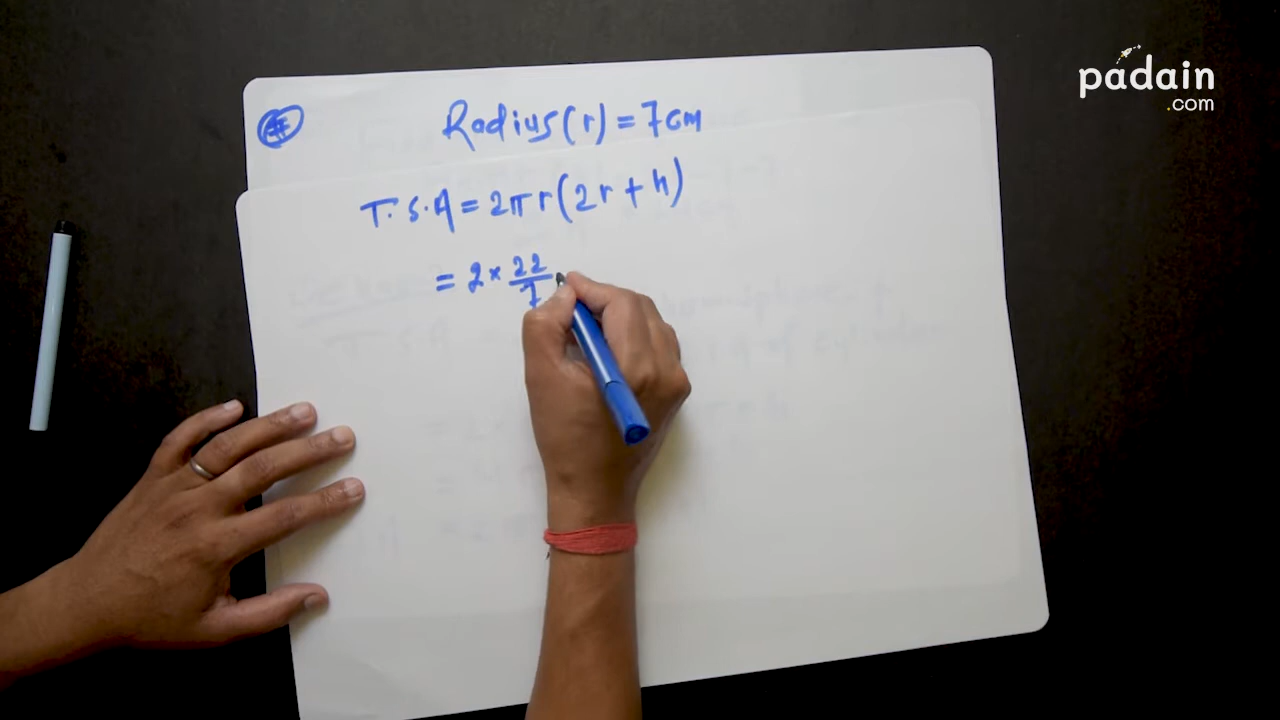 padain
.com
# Radius(r) = 7cm
T.S.A = 2πr(2r + h)
= 2 × 22/7